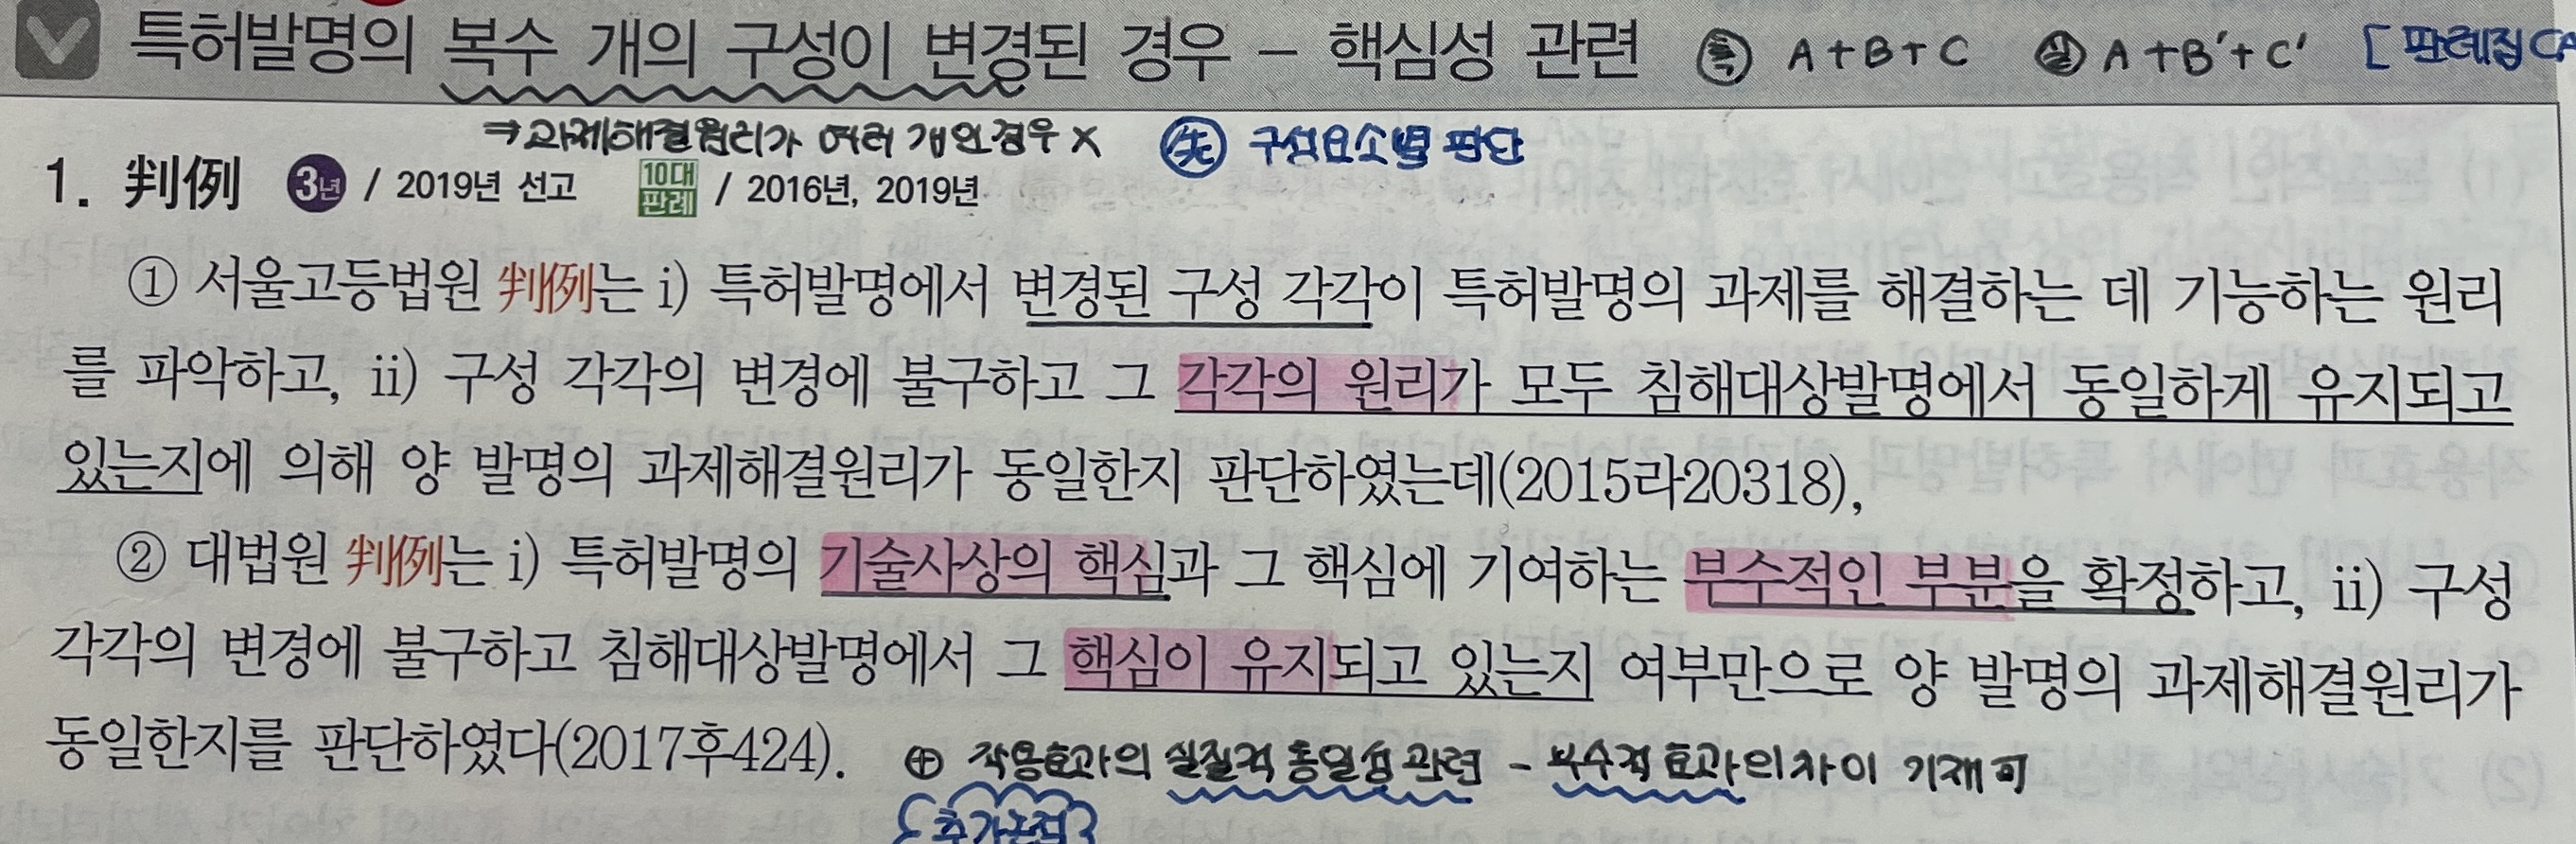 특허발명의 복수 개의 구성이 변경된 경우 – 핵심성 관련 특 A+B+C 실 A+B'+C' [판례집
⇒과제해결원리가 여러 개인 경우 X 失 구성요소별 판단
1. 判例 3년 / 2019년 선고 10대 판례 / 2016년, 2019년
① 서울고등법원 判例는 i) 특허발명에서 변경된 구성 각각이 특허발명의 과제를 해결하는 데 기능하는 원리
를 파악하고, ii) 구성 각각의 변경에 불구하고 그 각각의 원리가 모두 침해대상발명에서 동일하게 유지되고
있는지에 의해 양 발명의 과제해결원리가 동일한지 판단하였는데(2015라20318),
② 대법원 判例는 i) 특허발명의 기술사상의 핵심과 그 핵심에 기여하는 부수적인 부분을 확정하고, ii) 구성
각각의 변경에 불구하고 침해대상발명에서 그 핵심이 유지되고 있는지 여부만으로 양 발명의 과제해결원리가
동일한지를 판단하였다(2017후424). ⊕ 작용효과의 실질적 동일성 관련 - 부수적 효과의 차이 기재 可
추가논점